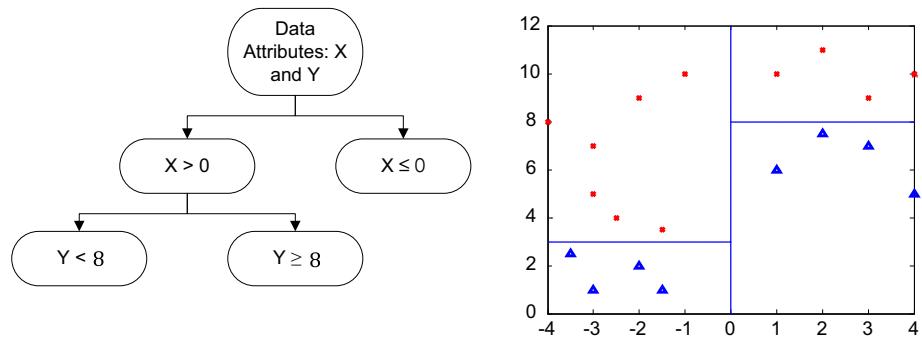 Data
Attributes: X
and Y
X > 0
X ≤ 0
Y < 8
Y ≥ 8
12
10
8
6
4
2
0
-4 -3 -2 -1 0 1 2 3 4